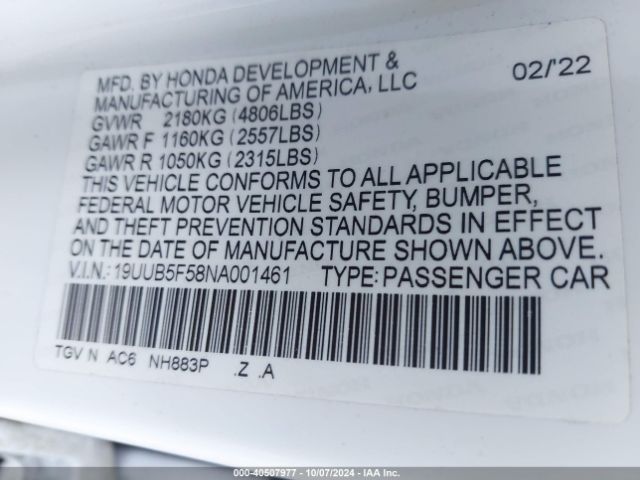 MFD. BY HONDA DEVELOPMENT & 02/'22
MANUFACTURING OF AMERICA, LLC
GVWR 2180KG (4806LBS)
GAWR F 1160KG (2557LBS)
GAWR R 1050KG (2315LBS)
THIS VEHICLE CONFORMS TO ALL APPLICABLE
FEDERAL MOTOR VEHICLE SAFETY, BUMPER,
AND THEFT PREVENTION STANDARDS IN EFFECT
ON THE DATE OF MANUFACTURE SHOWN ABOVE.
V.I.N.: 19UUB5F58NA001461 TYPE: PASSENGER CAR
TGV N AC6 NH883P .Z .A
000-40507977 - 10/07/2024 - IAA Inc.